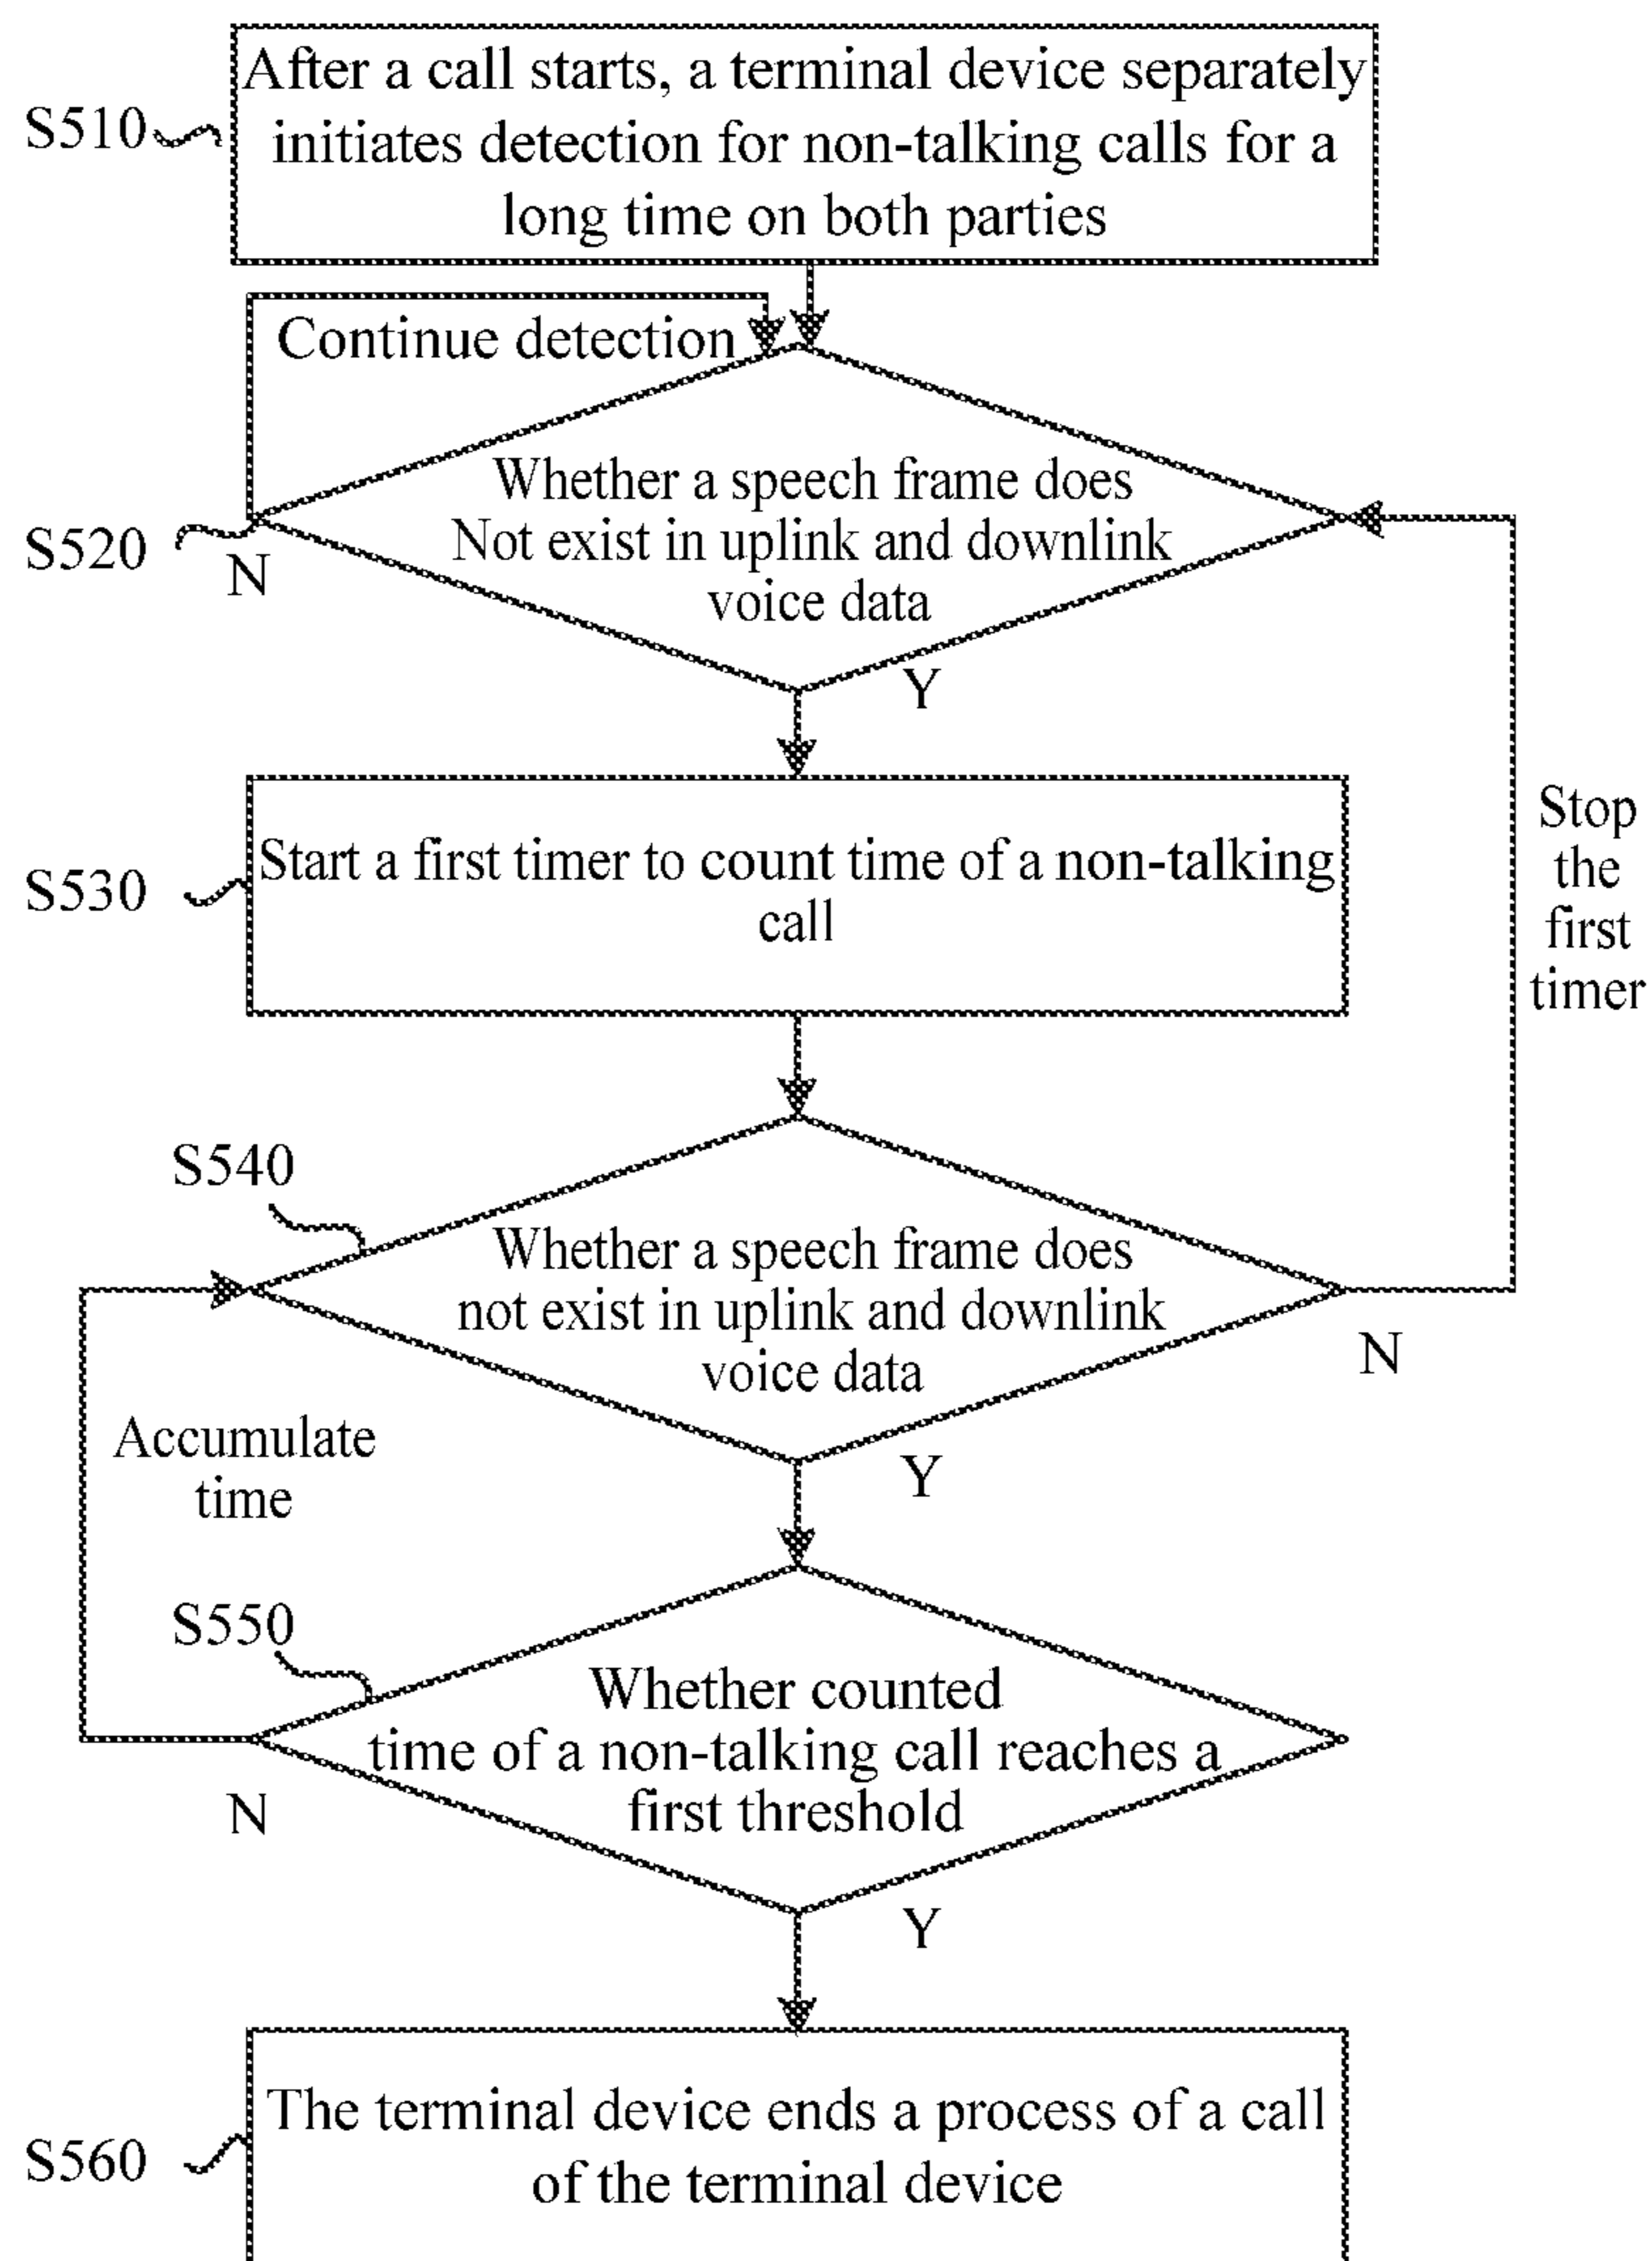 After a call starts, a terminal device separately
S510
initiates detection for non-talking calls for a
long time on both parties
Continue detection
Whether a speech frame does
Not exist in uplink and downlink
voice data
S520
N
Y
Start a first timer to count time of a non-talking
call
S530
Stop
the
first
timer
S540
Whether a speech frame does
not exist in uplink and downlink
voice data
N
Y
Accumulate
time
S550
Whether counted
time of a non-talking call reaches a
first threshold
N
Y
The terminal device ends a process of a call
of the terminal device
S560